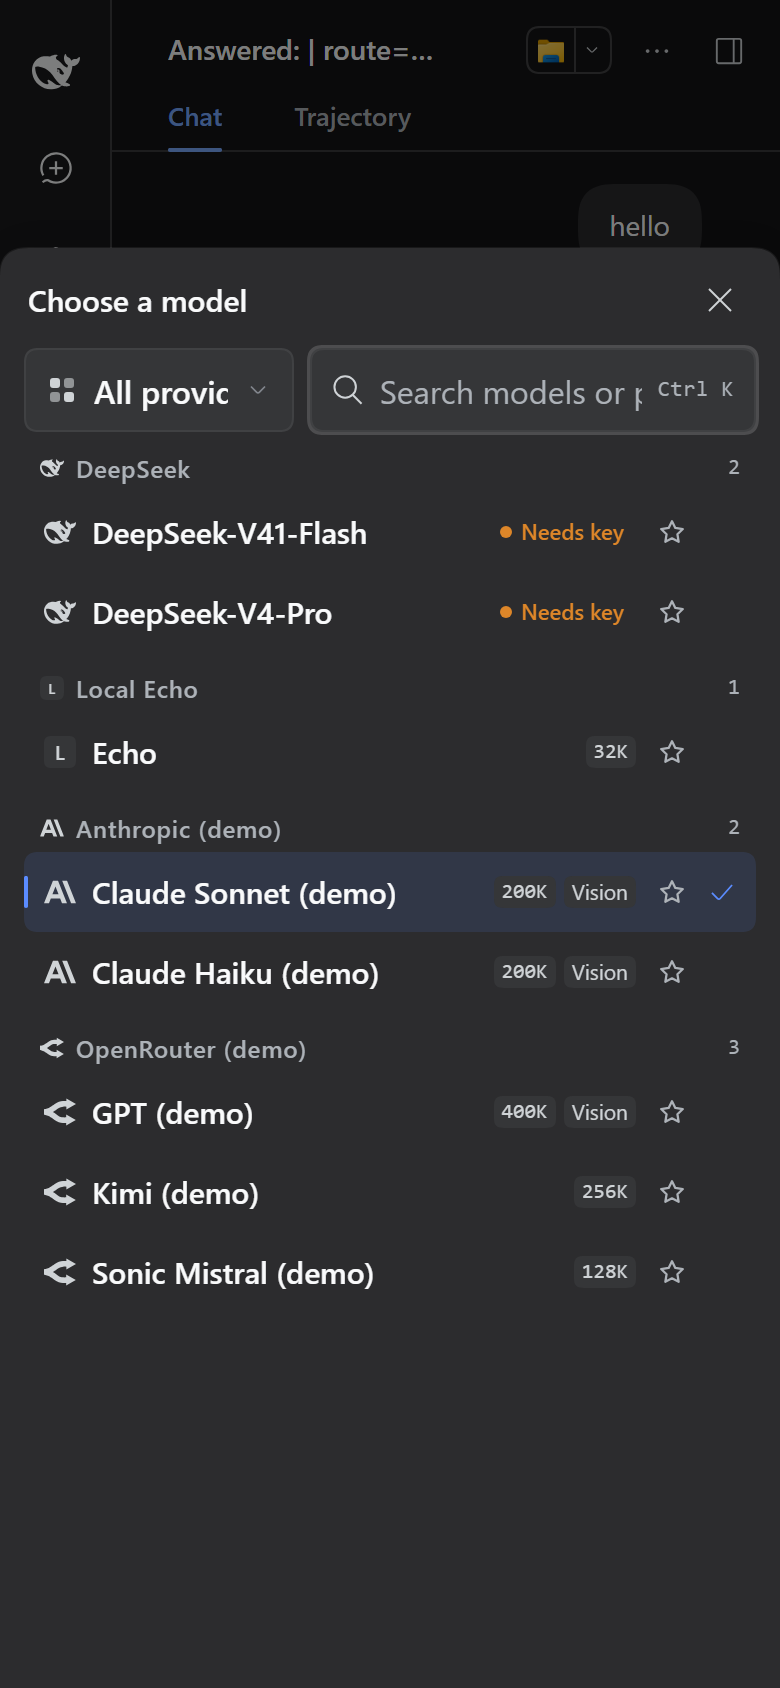 Answered: | route=...
Chat Trajectory
hello
Choose a model
All provic Search models or p Ctrl K
DeepSeek 2
DeepSeek-V41-Flash Needs key
DeepSeek-V4-Pro Needs key
L Local Echo 1
L Echo 32K
Anthropic (demo) 2
Claude Sonnet (demo) 200K Vision
Claude Haiku (demo) 200K Vision
OpenRouter (demo) 3
GPT (demo) 400K Vision
Kimi (demo) 256K
Sonic Mistral (demo) 128K